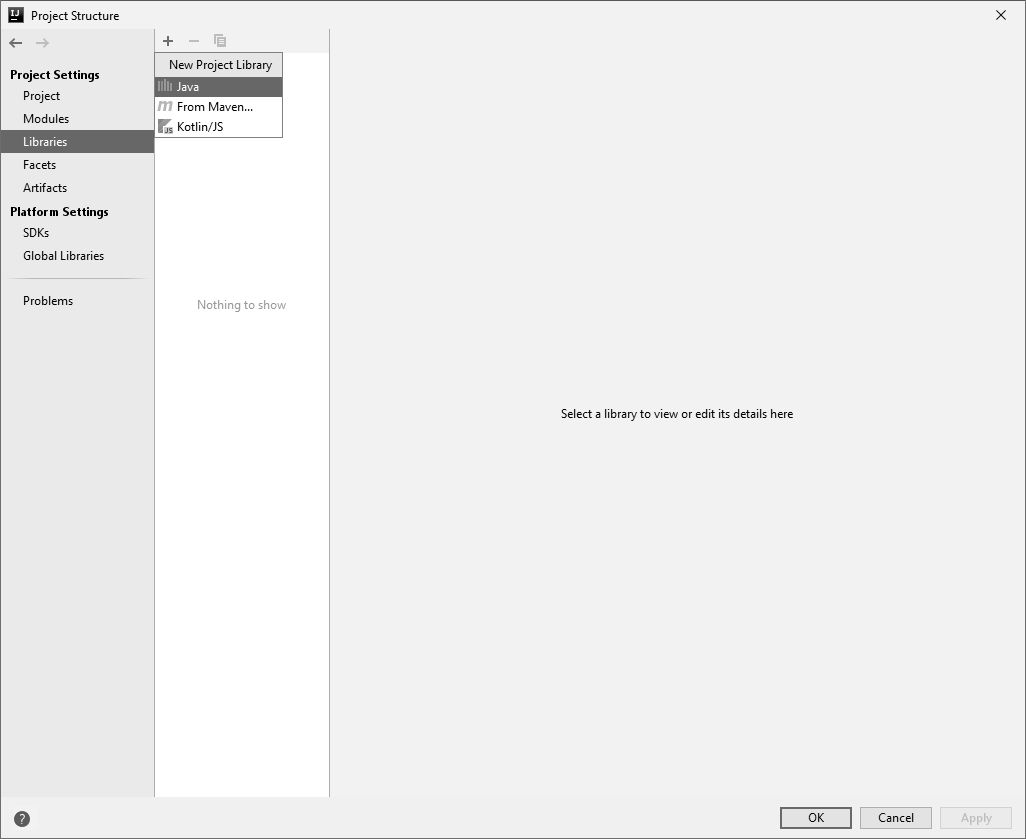 Project Structure
Project Settings
Project
Modules
Libraries
Facets
Artifacts
Platform Settings
SDKs
Global Libraries
Problems
New Project Library
Java
From Maven...
Kotlin/JS
Nothing to show
Select a library to view or edit its details here
?
OK
Cancel
Apply